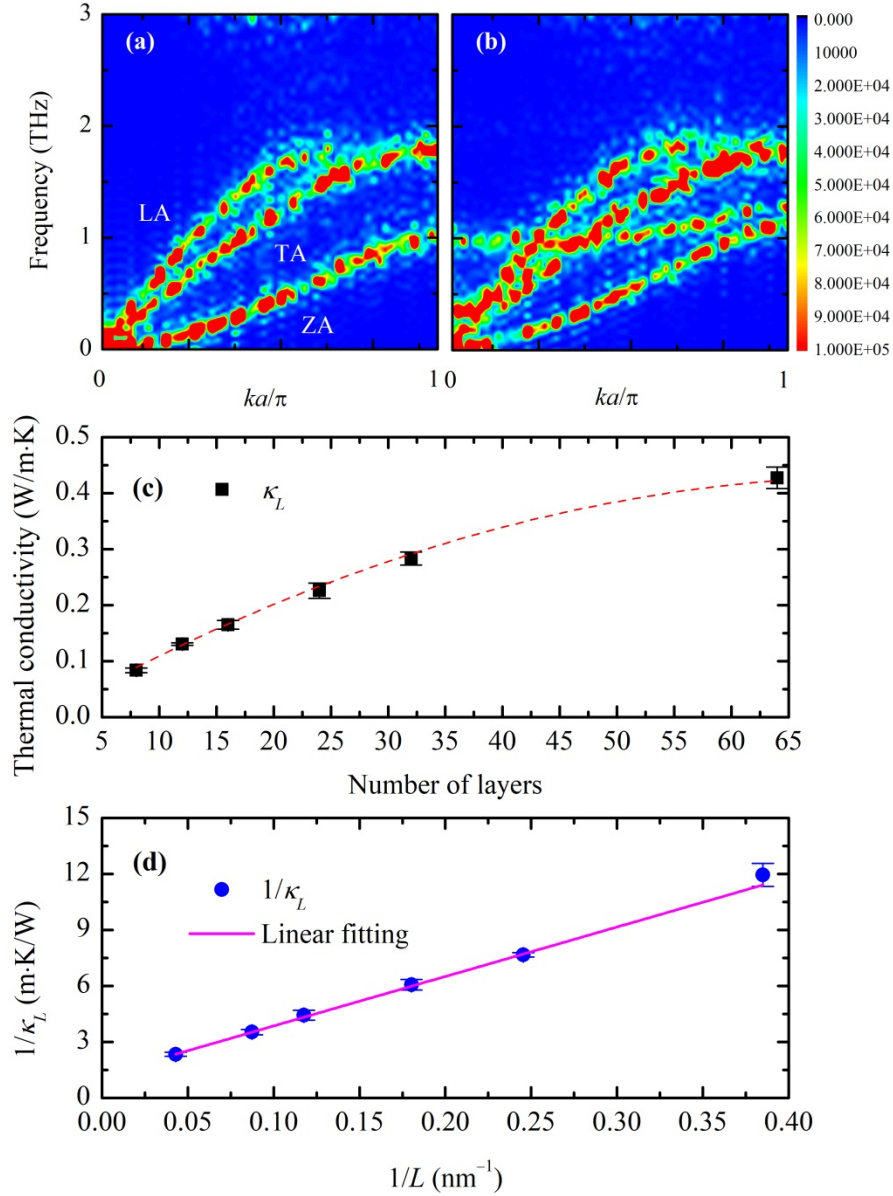 3
2
1
0
Frequency (THz)
(a)
LA
TA
ZA
0
1
ka/π
(b)
1
ka/π
0.000
10000
1.000E+04
2.000E+04
3.000E+04
4.000E+04
5.000E+04
6.000E+04
7.000E+04
8.000E+04
9.000E+04
1.000E+05
Thermal conductivity (W/m·K)
0.5
0.4
0.3
0.2
0.1
0.0
(c)
κL
5 10 15 20 25 30 35 40 45 50 55 60 65
Number of layers
1/κL (m·K/W)
15
12
9
6
3
0
(d)
1/κL
Linear fitting
0.00 0.05 0.10 0.15 0.20 0.25 0.30 0.35 0.40
1/L (nm⁻¹)